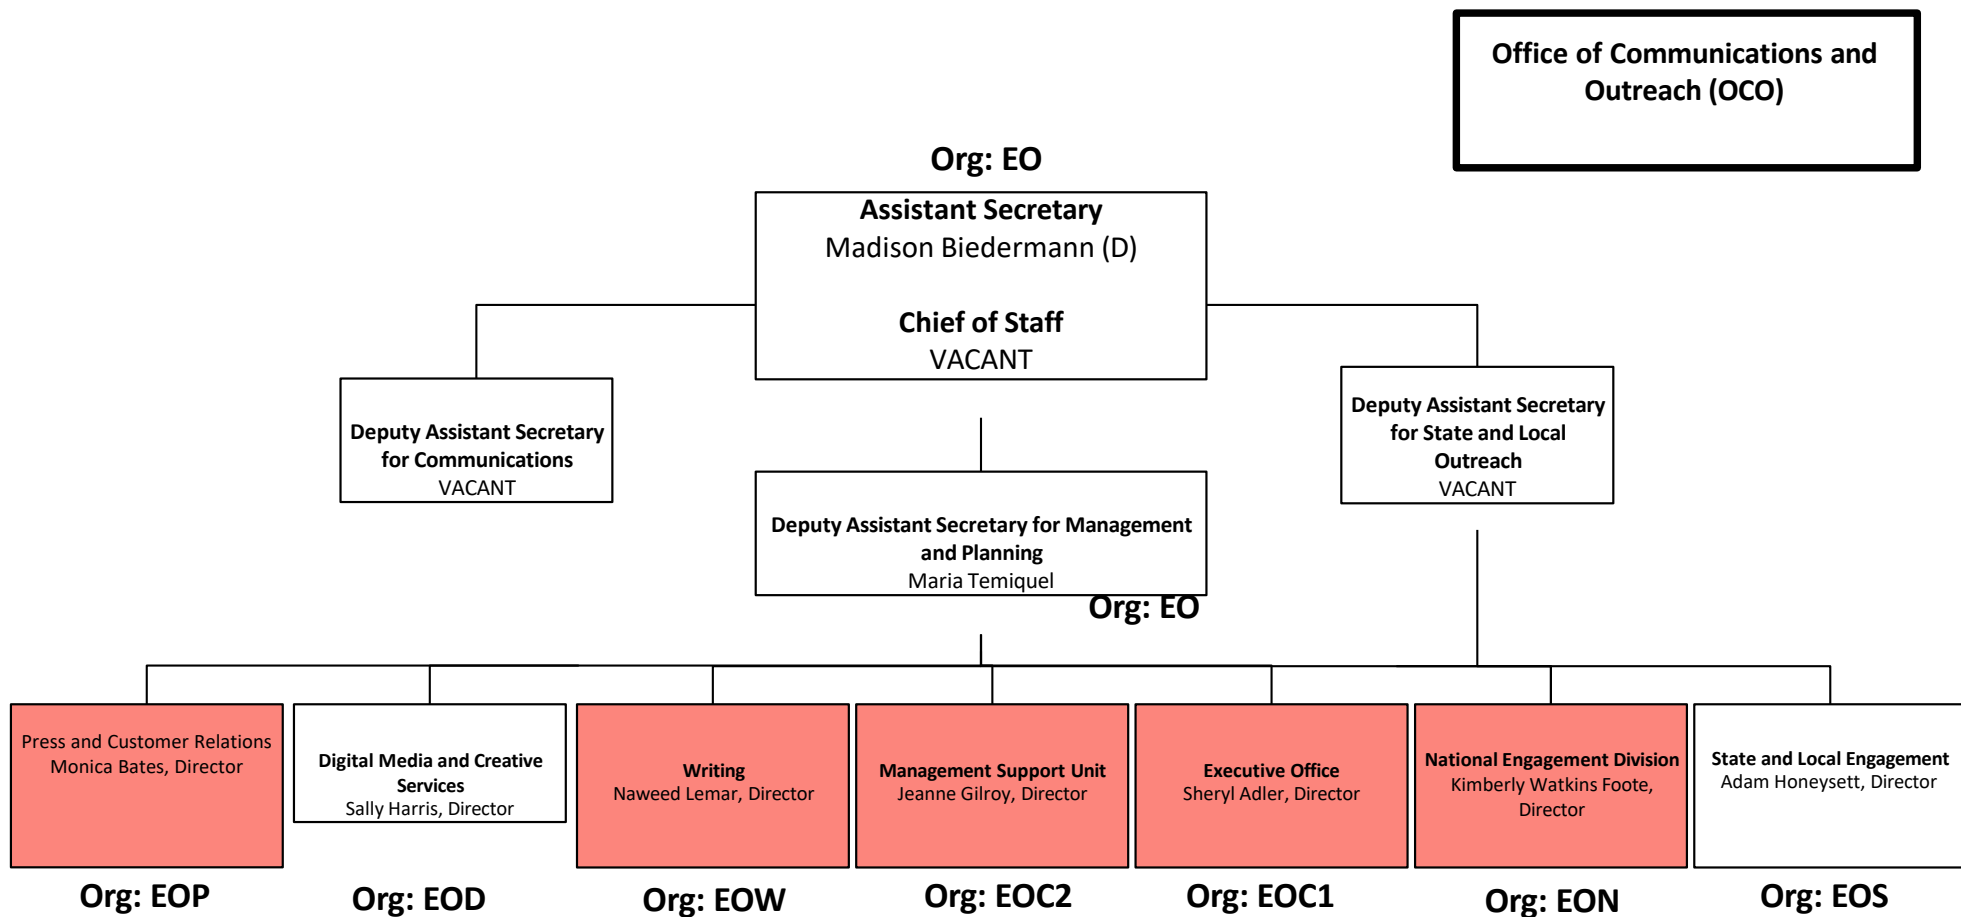 Office of Communications and
Outreach (OCO)
Org: EO
Assistant Secretary
Madison Biedermann (D)
Chief of Staff
VACANT
Deputy Assistant Secretary
for Communications
VACANT
Deputy Assistant Secretary
for State and Local
Outreach
VACANT
Deputy Assistant Secretary for Management
and Planning
Maria Temiquel
Org: EO
Press and Customer Relations
Monica Bates, Director
Digital Media and Creative
Services
Sally Harris, Director
Writing
Naweed Lemar, Director
Management Support Unit
Jeanne Gilroy, Director
Executive Office
Sheryl Adler, Director
National Engagement Division
Kimberly Watkins Foote,
Director
State and Local Engagement
Adam Honeysett, Director
Org: EOP
Org: EOD
Org: EOW
Org: EOC2
Org: EOC1
Org: EON
Org: EOS